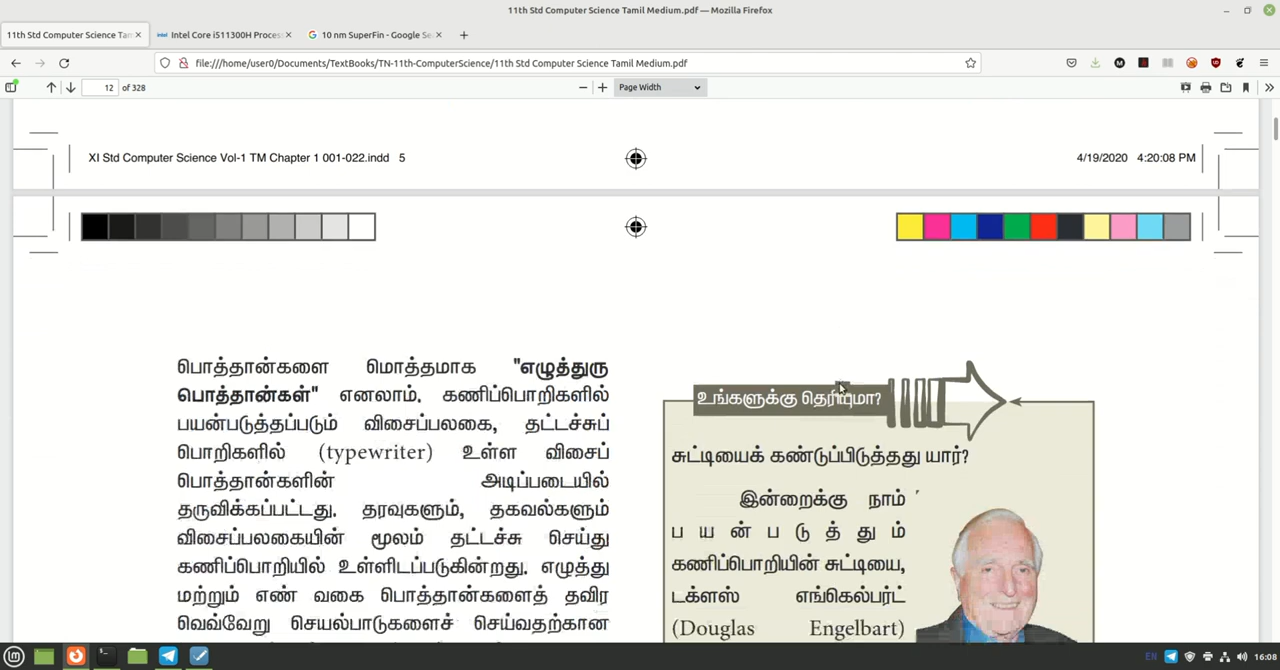 11th Std Computer Science Tamil Medium.pdf — Mozilla Firefox
11th Std Computer Science Tam
Intel Core i511300H Process
10 nm SuperFin - Google Se
file:///home/user0/Documents/TextBooks/TN-11th-ComputerScience/11th Std Computer Science Tamil Medium.pdf
12 of 328
Page Width
XI Std Computer Science Vol-1 TM Chapter 1 001-022.indd 5
4/19/2020 4:20:08 PM
பொத்தான்களை மொத்தமாக "எழுத்துரு
பொத்தான்கள்" எனலாம். கணிப்பொறிகளில்
பயன்படுத்தப்படும் விசைப்பலகை, தட்டச்சுப்
பொறிகளில் (typewriter) உள்ள விசைப்
பொத்தான்களின் அடிப்படையில்
தருவிக்கப்பட்டது. தரவுகளும், தகவல்களும்
விசைப்பலகையின் மூலம் தட்டச்சு செய்து
கணிப்பொறியில் உள்ளிடப்படுகின்றது. எழுத்து
மற்றும் எண் வகை பொத்தான்களைத் தவிர
வெவ்வேறு செயல்பாடுகளைச் செய்வதற்கான
உங்களுக்கு தெரியுமா?
சுட்டியைக் கண்டுப்பிடுத்தது யார்?
இன்றைக்கு நாம்
ப ய ன் ப டு த் து ம்
கணிப்பொறியின் சுட்டியை,
டக்ளஸ் எங்கெல்பர்ட்
(Douglas Engelbart)
EN
16:08